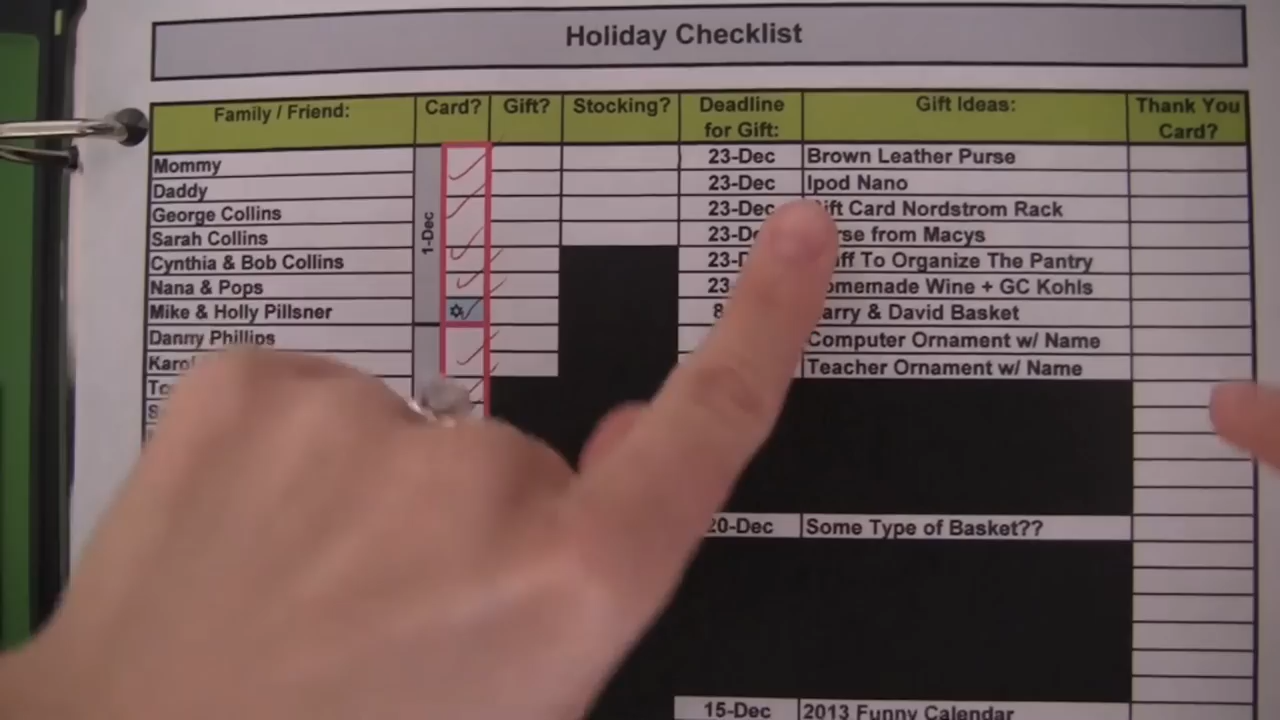 Holiday Checklist
Family / Friend: Card? Gift? Stocking? Deadline for Gift: Gift Ideas: Thank You Card?
1-Dec
Mommy 23-Dec Brown Leather Purse
Daddy 23-Dec Ipod Nano
George Collins 23-Dec Card Nordstrom Rack
Sarah Collins from Macys
Cynthia & Bob Collins To Organize The Pantry
Nana & Pops Wine + GC Kohls
Mike & Holly Pillsner & David Basket
Danny Phillips Computer Ornament w/ Name
Teacher Ornament w/ Name
20-Dec Some Type of Basket??
15-Dec 2013 Funny Calendar